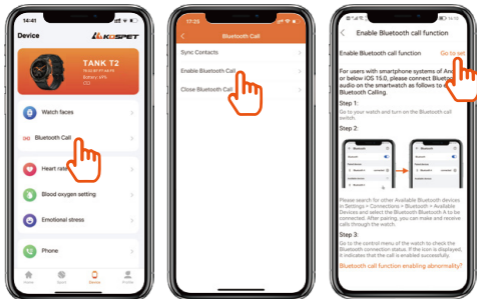 14:41
Device
KOSPET
TANK T2
Watch faces
Bluetooth Call
Heart rate
Blood oxygen setting
Emotional stress
Phone
Home
Sport
Device
Profile
17:25
Bluetooth Call
Sync Contacts
Enable Bluetooth Call
Close Bluetooth Call
Enable Bluetooth call function
Enable Bluetooth call function
Go to set
For users with smartphone systems of
or below iOS 15.0, please connect
audio on the smartwatch as follows to
Bluetooth Calling.
Step 1:
Go to your watch and turn on the Bluetooth call
switch.
Step 2:
Please search for other Available Bluetooth devices
in Settings > Connections > Bluetooth > Available
Devices and select the Bluetooth Bluetooth A to be
connected. After pairing, you can make and receive
calls through the watch.
Step 3:
Go to the control menu of the watch to check the
Bluetooth connection status. If the icon is displayed,
it indicates that the call is enabled successfully.
Bluetooth call function enabling abnormality?